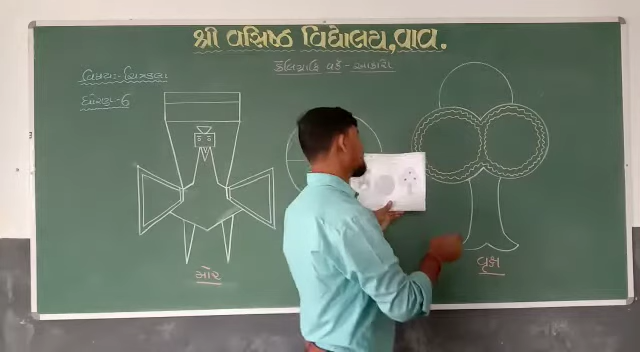 શ્રી વસિષ્ઠ વિદ્યાલય,વાવ.
વિષય:- ચિત્રકલા
ધોરણ-6
મોર
વૃક્ષ